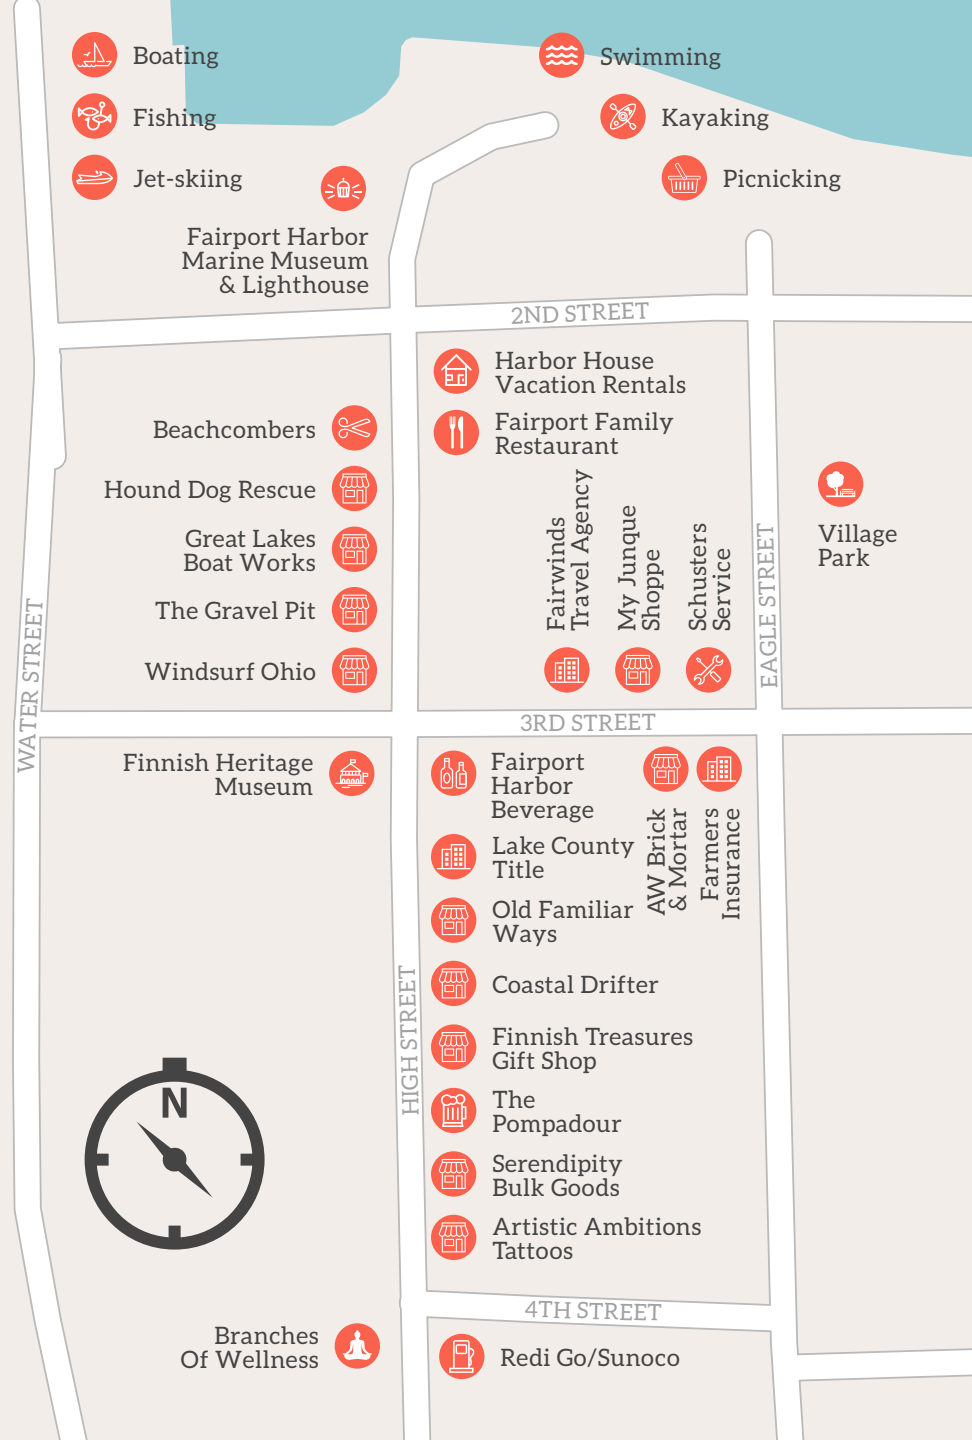 Boating
Fishing
Jet-skiing
Swimming
Kayaking
Picnicking
Fairport Harbor
Marine Museum
& Lighthouse
2ND STREET
Harbor House
Vacation Rentals
Fairport Family
Restaurant
Beachcombers
Hound Dog Rescue
Great Lakes
Boat Works
The Gravel Pit
Windsurf Ohio
Fairwinds
Travel Agency
My Junque
Shoppe
Schusters
Service
EAGLE STREET
Village
Park
WATER STREET
3RD STREET
Finnish Heritage
Museum
Fairport
Harbor
Beverage
AW Brick
& Mortar
Farmers
Insurance
Lake County
Title
Old Familiar
Ways
Coastal Drifter
HIGH STREET
Finnish Treasures
Gift Shop
The
Pompadour
Serendipity
Bulk Goods
Artistic Ambitions
Tattoos
N
4TH STREET
Branches
Of Wellness
Redi Go/Sunoco